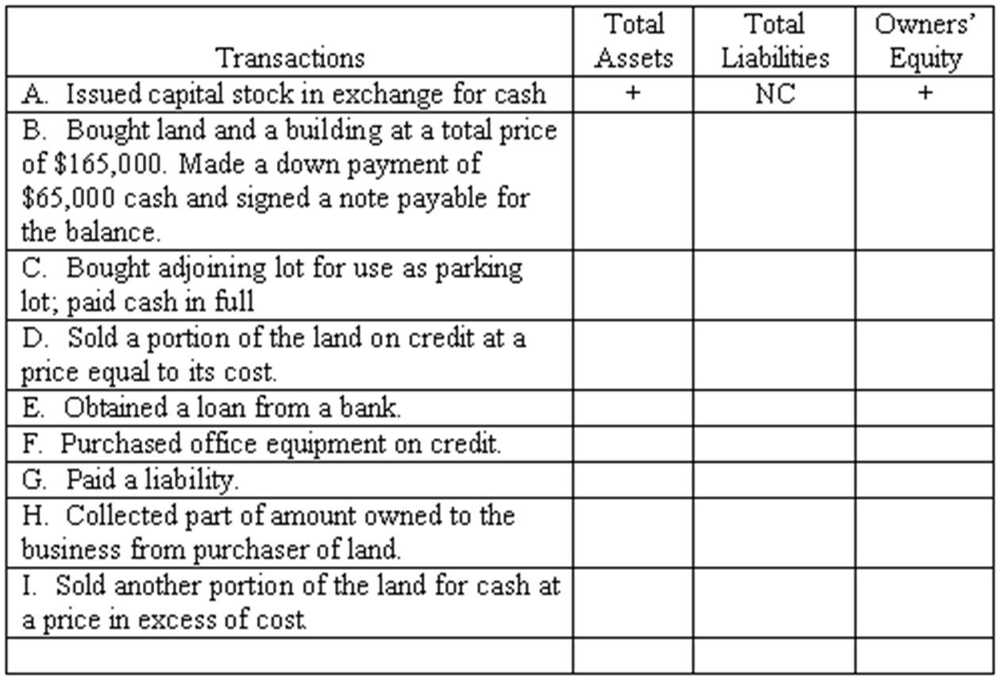 Transactions Total Assets Total Liabilities Owners’ Equity
A. Issued capital stock in exchange for cash + NC +
B. Bought land and a building at a total price
of $165,000. Made a down payment of
$65,000 cash and signed a note payable for
the balance.
C. Bought adjoining lot for use as parking
lot; paid cash in full
D. Sold a portion of the land on credit at a
price equal to its cost.
E. Obtained a loan from a bank.
F. Purchased office equipment on credit.
G. Paid a liability.
H. Collected part of amount owned to the
business from purchaser of land.
I. Sold another portion of the land for cash at
a price in excess of cost.